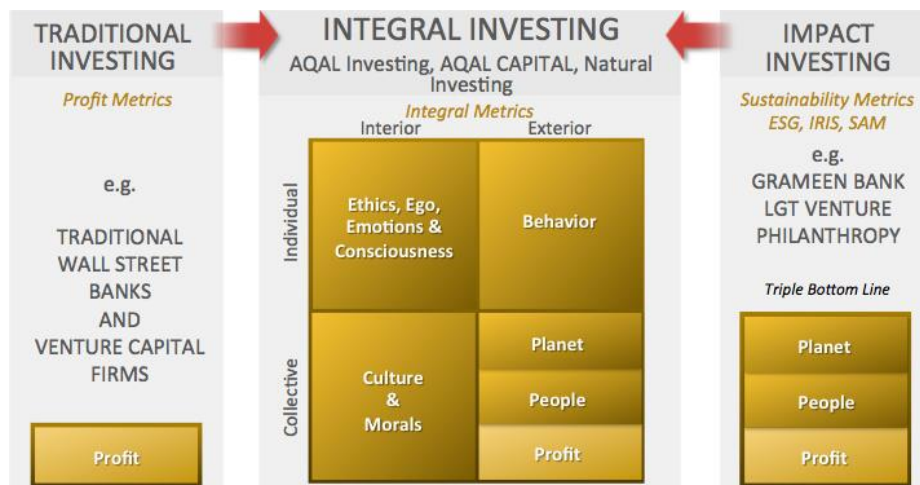 TRADITIONAL
INVESTING
Profit Metrics
e.g.
TRADITIONAL
WALL STREET
BANKS
AND
VENTURE CAPITAL
FIRMS
Profit
INTEGRAL INVESTING
AQAL Investing, AQAL CAPITAL, Natural
Investing
Integral Metrics
Interior
Exterior
Individual
Ethics, Ego,
Emotions &
Consciousness
Behavior
Collective
Culture
&
Morals
Planet
People
Profit
IMPACT
INVESTING
Sustainability Metrics
ESG, IRIS, SAM
e.g.
GRAMEEN BANK
LGT VENTURE
PHILANTHROPY
Triple Bottom Line
Planet
People
Profit